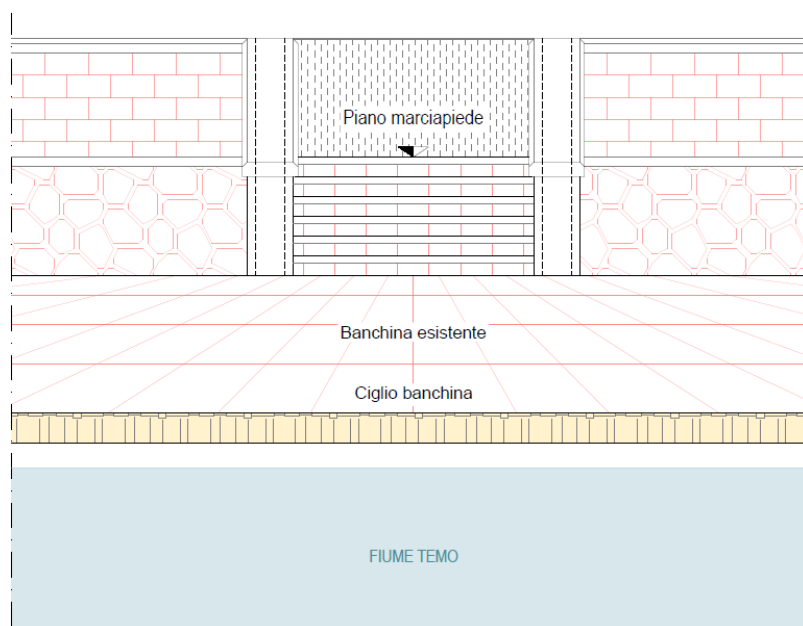 Piano marciapiede
Banchina esistente
Ciglio banchina
FIUME TEMO